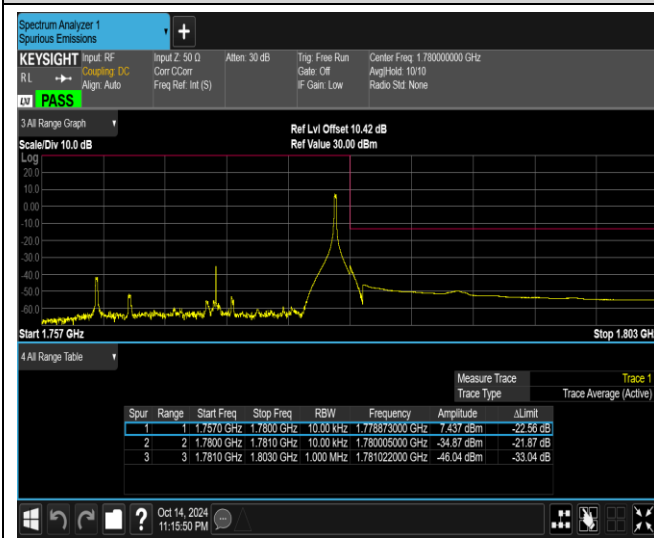 Spectrum Analyzer 1
Spurious Emissions
+
KEYSIGHT Input: RF Input Z: 50 Ω Atten: 30 dB Trig: Free Run Center Freq: 1.780000000 GHz
RL Coupling: DC Corr CCorr Gate: Off Avg|Hold: 10/10
Align: Auto Freq Ref: Int (S) IF Gain: Low Radio Std: None
LXI PASS
3 All Range Graph
Ref Lvl Offset 10.42 dB
Scale/Div 10.0 dB Ref Value 30.00 dBm
Log
20.0
10.0
0.00
-10.0
-20.0
-30.0
-40.0
-50.0
-60.0
Start 1.757 GHz Stop 1.803 GH
4 All Range Table
Measure Trace Trace 1
Trace Type Trace Average (Active)
Spur Range Start Freq Stop Freq RBW Frequency Amplitude ΔLimit
1 1 1.7570 GHz 1.7800 GHz 10.00 kHz 1.778873000 GHz 7.437 dBm -22.56 dB
2 2 1.7800 GHz 1.7810 GHz 10.00 kHz 1.780005000 GHz -34.87 dBm -21.87 dB
3 3 1.7810 GHz 1.8030 GHz 1.000 MHz 1.781022000 GHz -46.04 dBm -33.04 dB
? Oct 14, 2024
11:15:50 PM